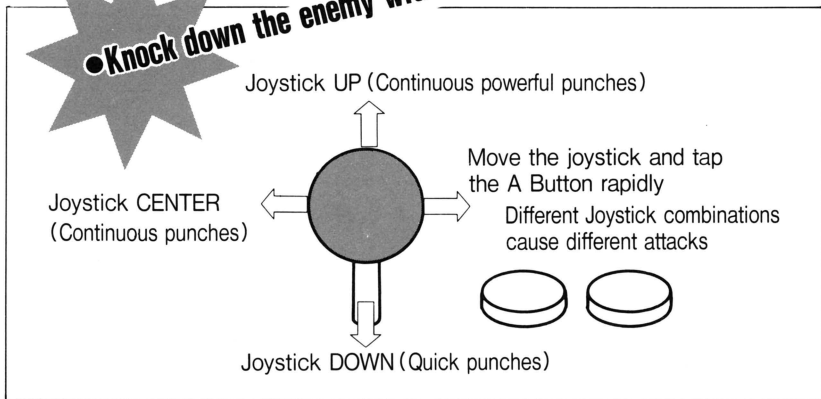 ●Knock down the enemy
Joystick UP (Continuous powerful punches)
Move the joystick and tap
the A Button rapidly
Joystick CENTER
(Continuous punches)
Different Joystick combinations
cause different attacks
Joystick DOWN (Quick punches)